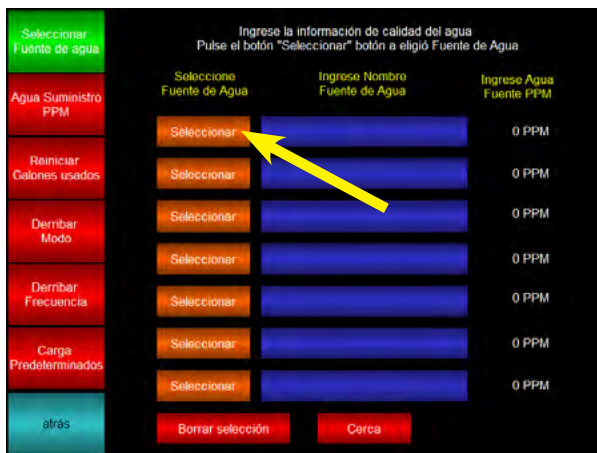 Seleccionar
Fuente de agua
Ingrese la información de calidad del agua
Pulse el botón "Seleccionar" botón a eligió Fuente de Agua
Seleccione
Fuente de Agua
Ingrese Nombre
Fuente de Agua
Ingrese Agua
Fuente PPM
Agua Suministro
PPM
Seleccionar
0 PPM
Reiniciar
Galones usados
Seleccionar
0 PPM
Derribar
Modo
Seleccionar
0 PPM
Seleccionar
0 PPM
Derribar
Frecuencia
Seleccionar
0 PPM
Carga
Predeterminados
Seleccionar
0 PPM
Seleccionar
0 PPM
atrás
Borrar selección
Cerca